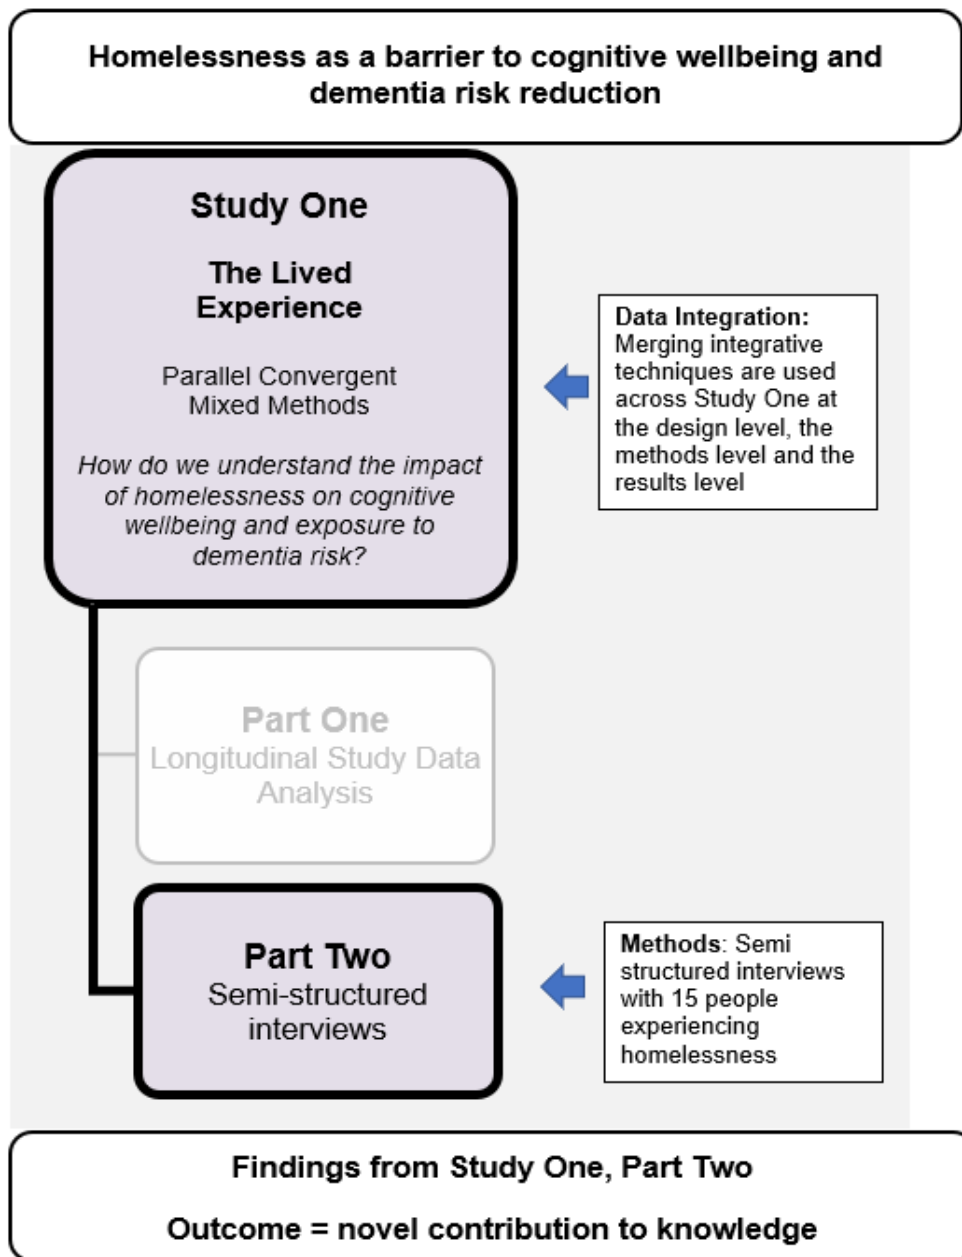 Homelessness as a barrier to cognitive wellbeing and
dementia risk reduction
Study One
The Lived
Experience
Parallel Convergent
Mixed Methods
How do we understand the impact
of homelessness on cognitive
wellbeing and exposure to
dementia risk?
Data Integration:
Merging integrative
techniques are used
across Study One at
the design level, the
methods level and the
results level
Part One
Longitudinal Study Data
Analysis
Part Two
Semi-structured
interviews
Methods: Semi
structured interviews
with 15 people
experiencing
homelessness
Findings from Study One, Part Two
Outcome = novel contribution to knowledge